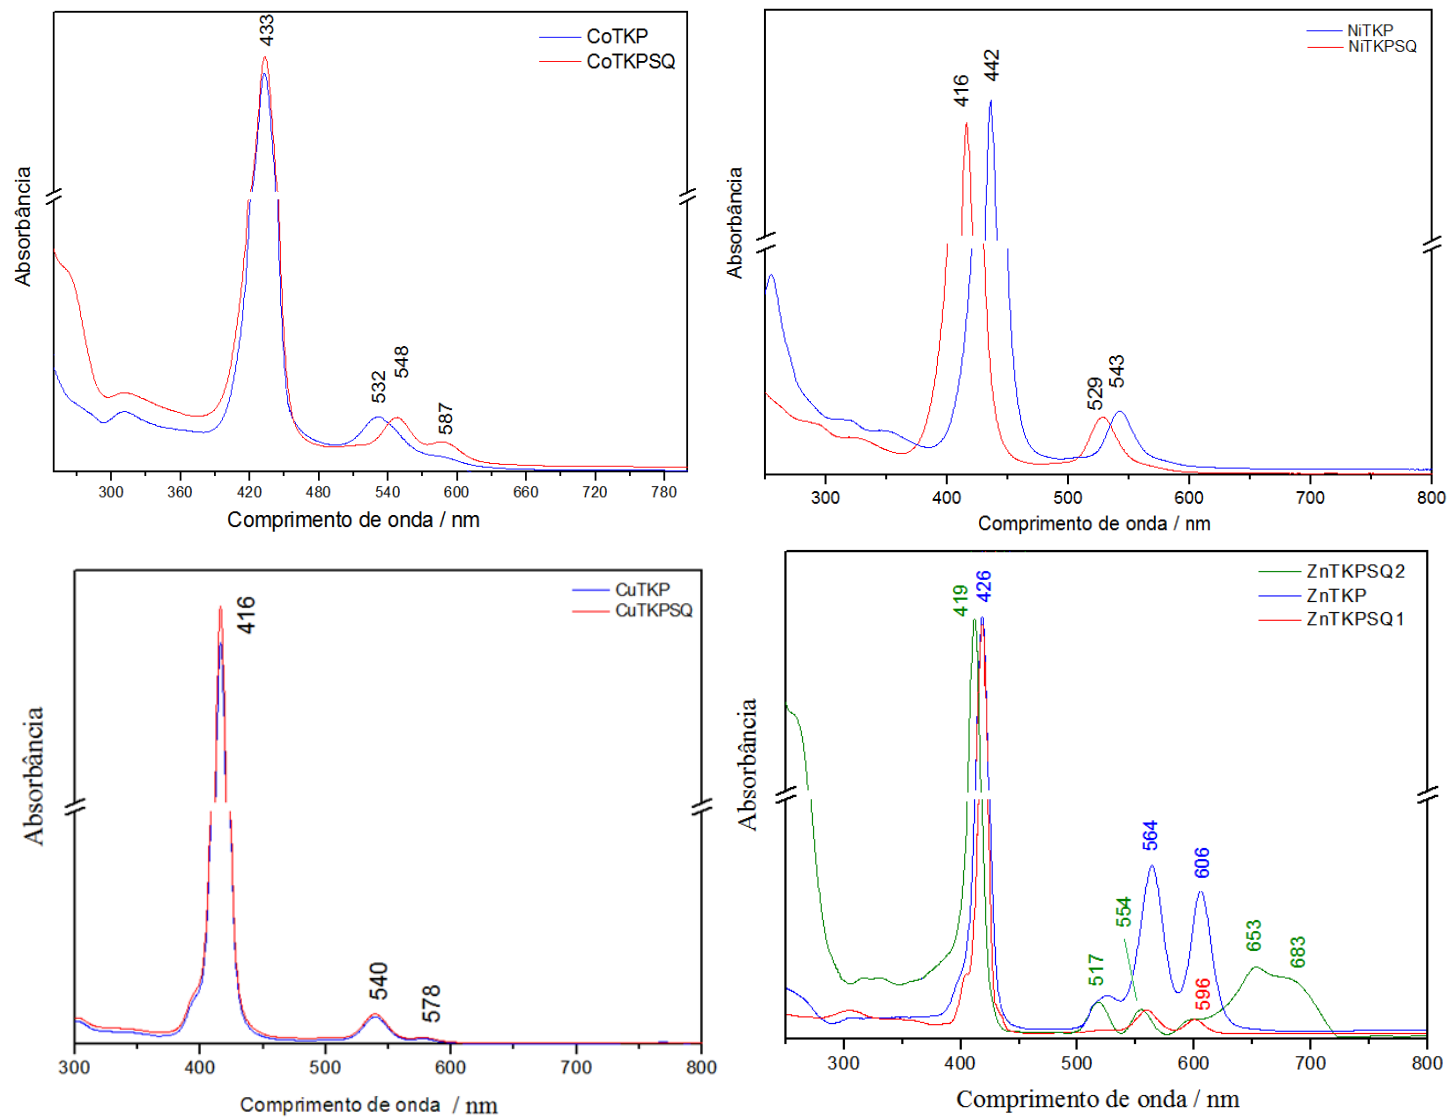 433
CoTKP
CoTKPSQ
Absorbância
532
548
587
300 360 420 480 540 600 660 720 780
Comprimento de onda / nm
416
442
NiTKP
NiTKPSQ
Absorbância
529
543
300 400 500 600 700 800
Comprimento de onda / nm
416
CuTKP
CuTKPSQ
Absorbância
540
578
300 400 500 600 700 800
Comprimento de onda / nm
419
426
ZnTKPSQ2
ZnTKP
ZnTKPSQ1
Absorbância
517
554
564
606
596
653
683
300 400 500 600 700 800
Comprimento de onda / nm